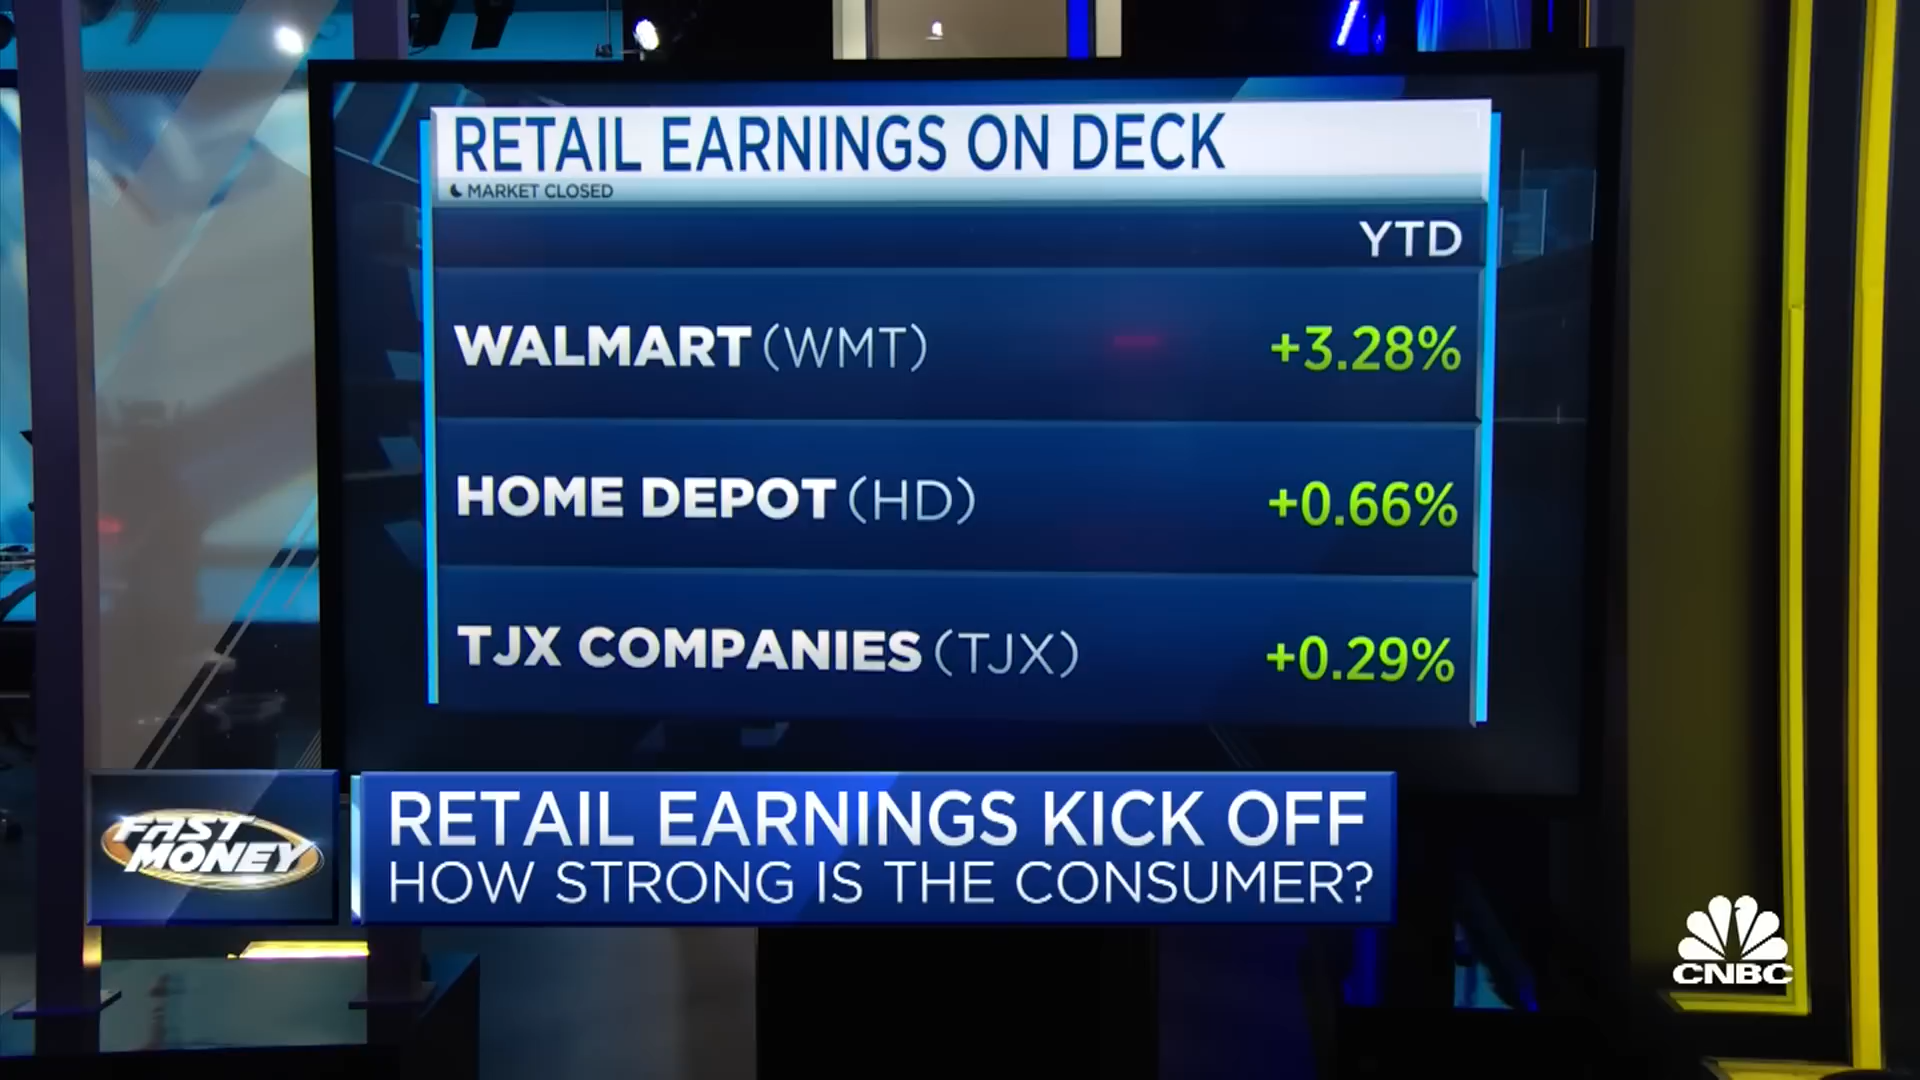 RETAIL EARNINGS ON DECK
MARKET CLOSED
YTD
WALMART (WMT) +3.28%
HOME DEPOT (HD) +0.66%
TJX COMPANIES (TJX) +0.29%
FAST
MONEY
RETAIL EARNINGS KICK OFF
HOW STRONG IS THE CONSUMER?
CNBC